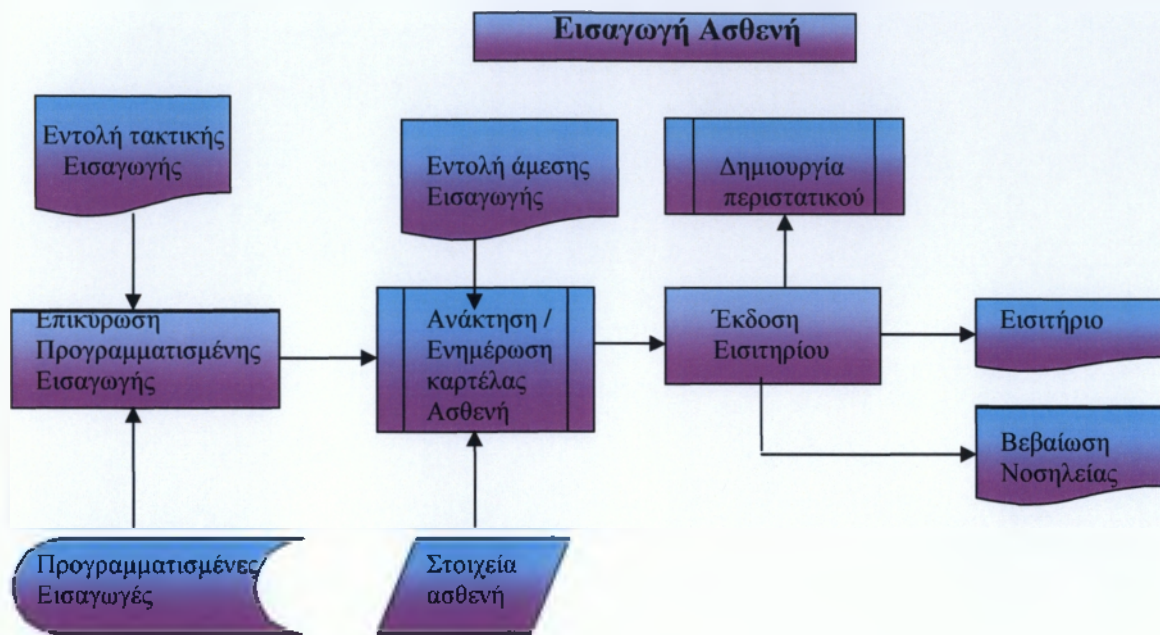 Εισαγωγή Ασθενή
Εντολή τακτικής
Εισαγωγής
Εντολή άμεσης
Εισαγωγής
Δημιουργία
περιστατικού
Επικύρωση
Προγραμματισμένης
Εισαγωγής
Ανάκτηση /
Ενημέρωση
καρτέλας
Ασθενή
Έκδοση
Εισιτηρίου
Εισιτήριο
Βεβαίωση
Νοσηλείας
Προγραμματισμένες
Εισαγωγές
Στοιχεία
ασθενή